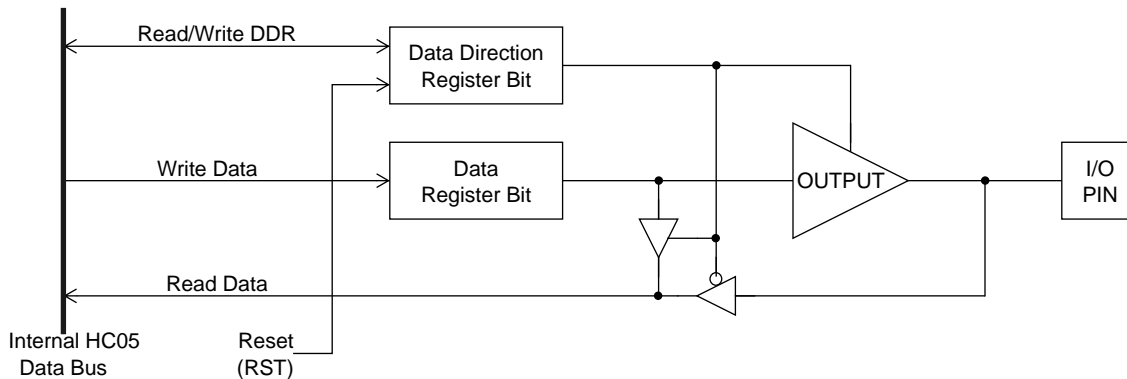 Read/Write DDR
Data Direction
Register Bit
Write Data
Data
Register Bit
OUTPUT
I/O
PIN
Read Data
Internal HC05
Data Bus
Reset
(RST)